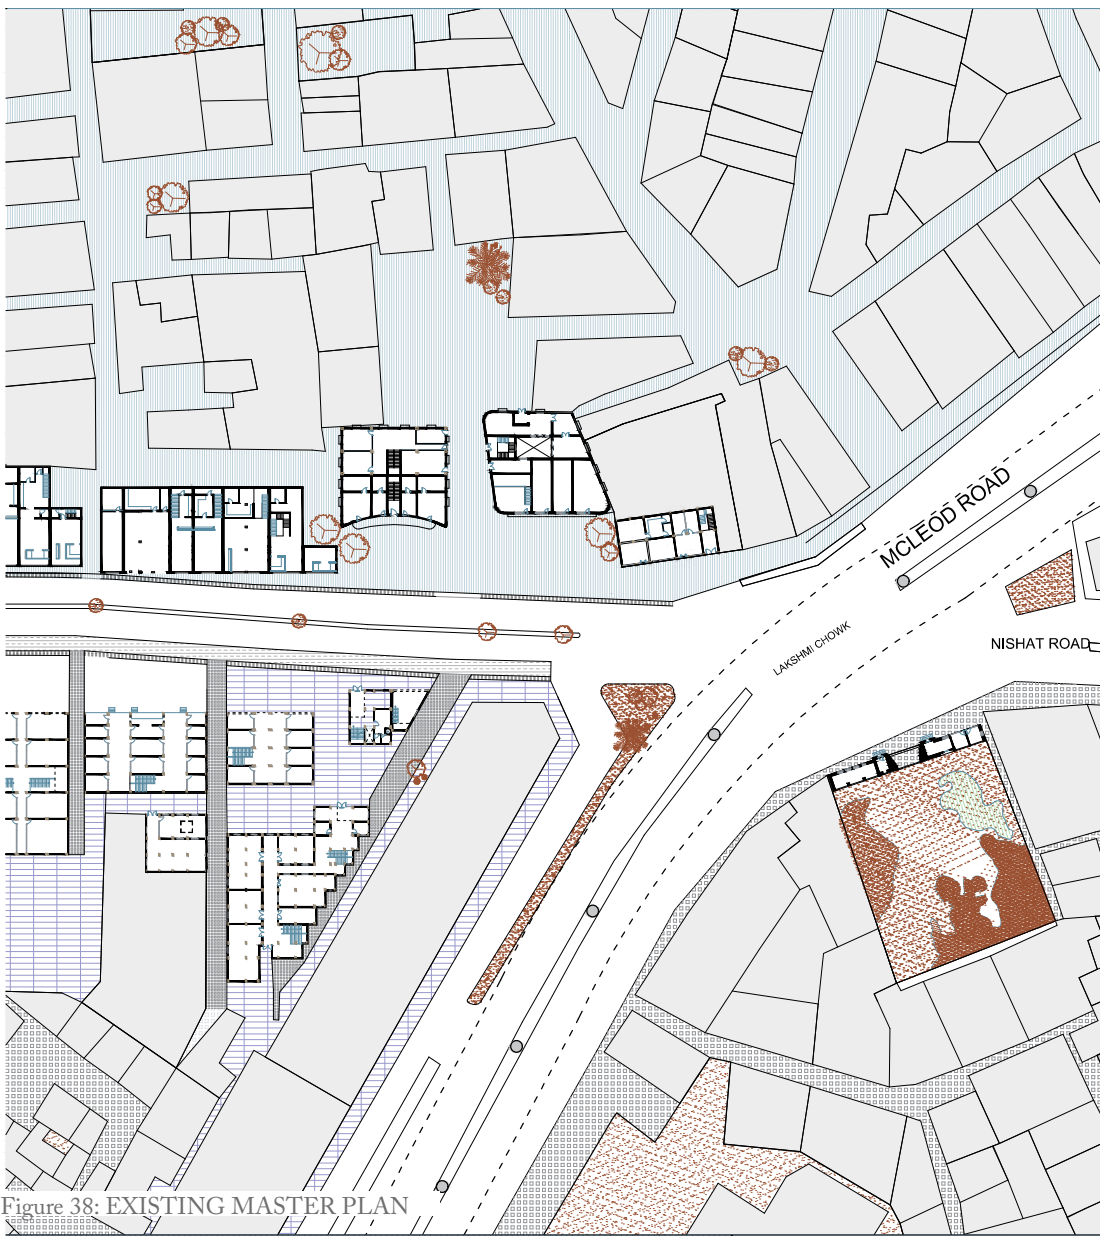 MCLEOD ROAD
LAKSHMI CHOWK
NISHAT ROAD
Figure 38: EXISTING MASTER PLAN